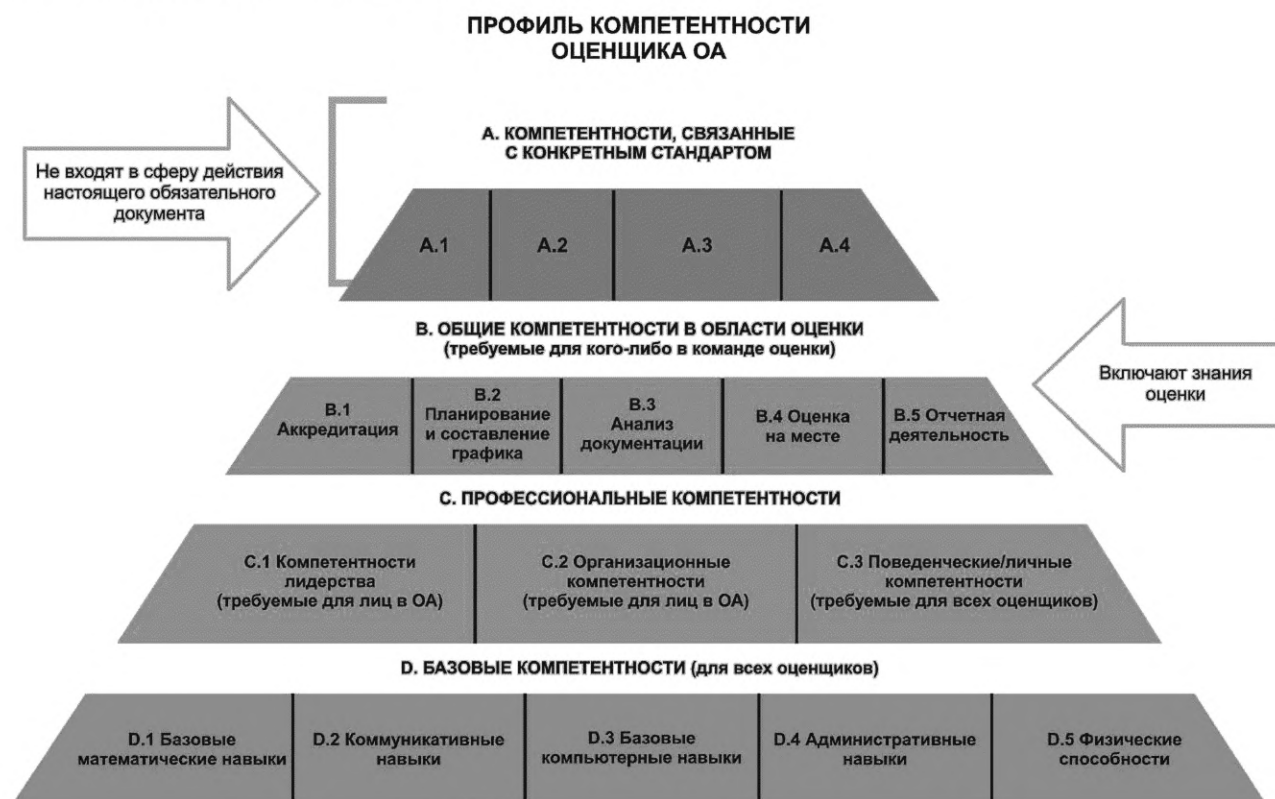 ПРОФИЛЬ КОМПЕТЕНТНОСТИ
ОЦЕНЩИКА ОА
А. КОМПЕТЕНТНОСТИ, СВЯЗАННЫЕ
С КОНКРЕТНЫМ СТАНДАРТОМ
Не входят в сферу действия
настоящего обязательного
документа
А.1
А.2
А.3
А.4
В. ОБЩИЕ КОМПЕТЕНТНОСТИ В ОБЛАСТИ ОЦЕНКИ
(требуемые для кого-либо в команде оценки)
Включают знания
оценки
В.1
Аккредитация
В.2
Планирование
и составление
графика
В.3
Анализ
документации
В.4 Оценка
на месте
В.5 Отчетная
деятельность
С. ПРОФЕССИОНАЛЬНЫЕ КОМПЕТЕНТНОСТИ
С.1 Компетентности
лидерства
(требуемые для лиц в ОА)
С.2 Организационные
компетентности
(требуемые для лиц в ОА)
С.3 Поведенческие/личные
компетентности
(требуемые для всех оценщиков)
D. БАЗОВЫЕ КОМПЕТЕНТНОСТИ (для всех оценщиков)
D.1 Базовые
математические навыки
D.2 Коммуникативные
навыки
D.3 Базовые
компьютерные навыки
D.4 Административные
навыки
D.5 Физические
способности